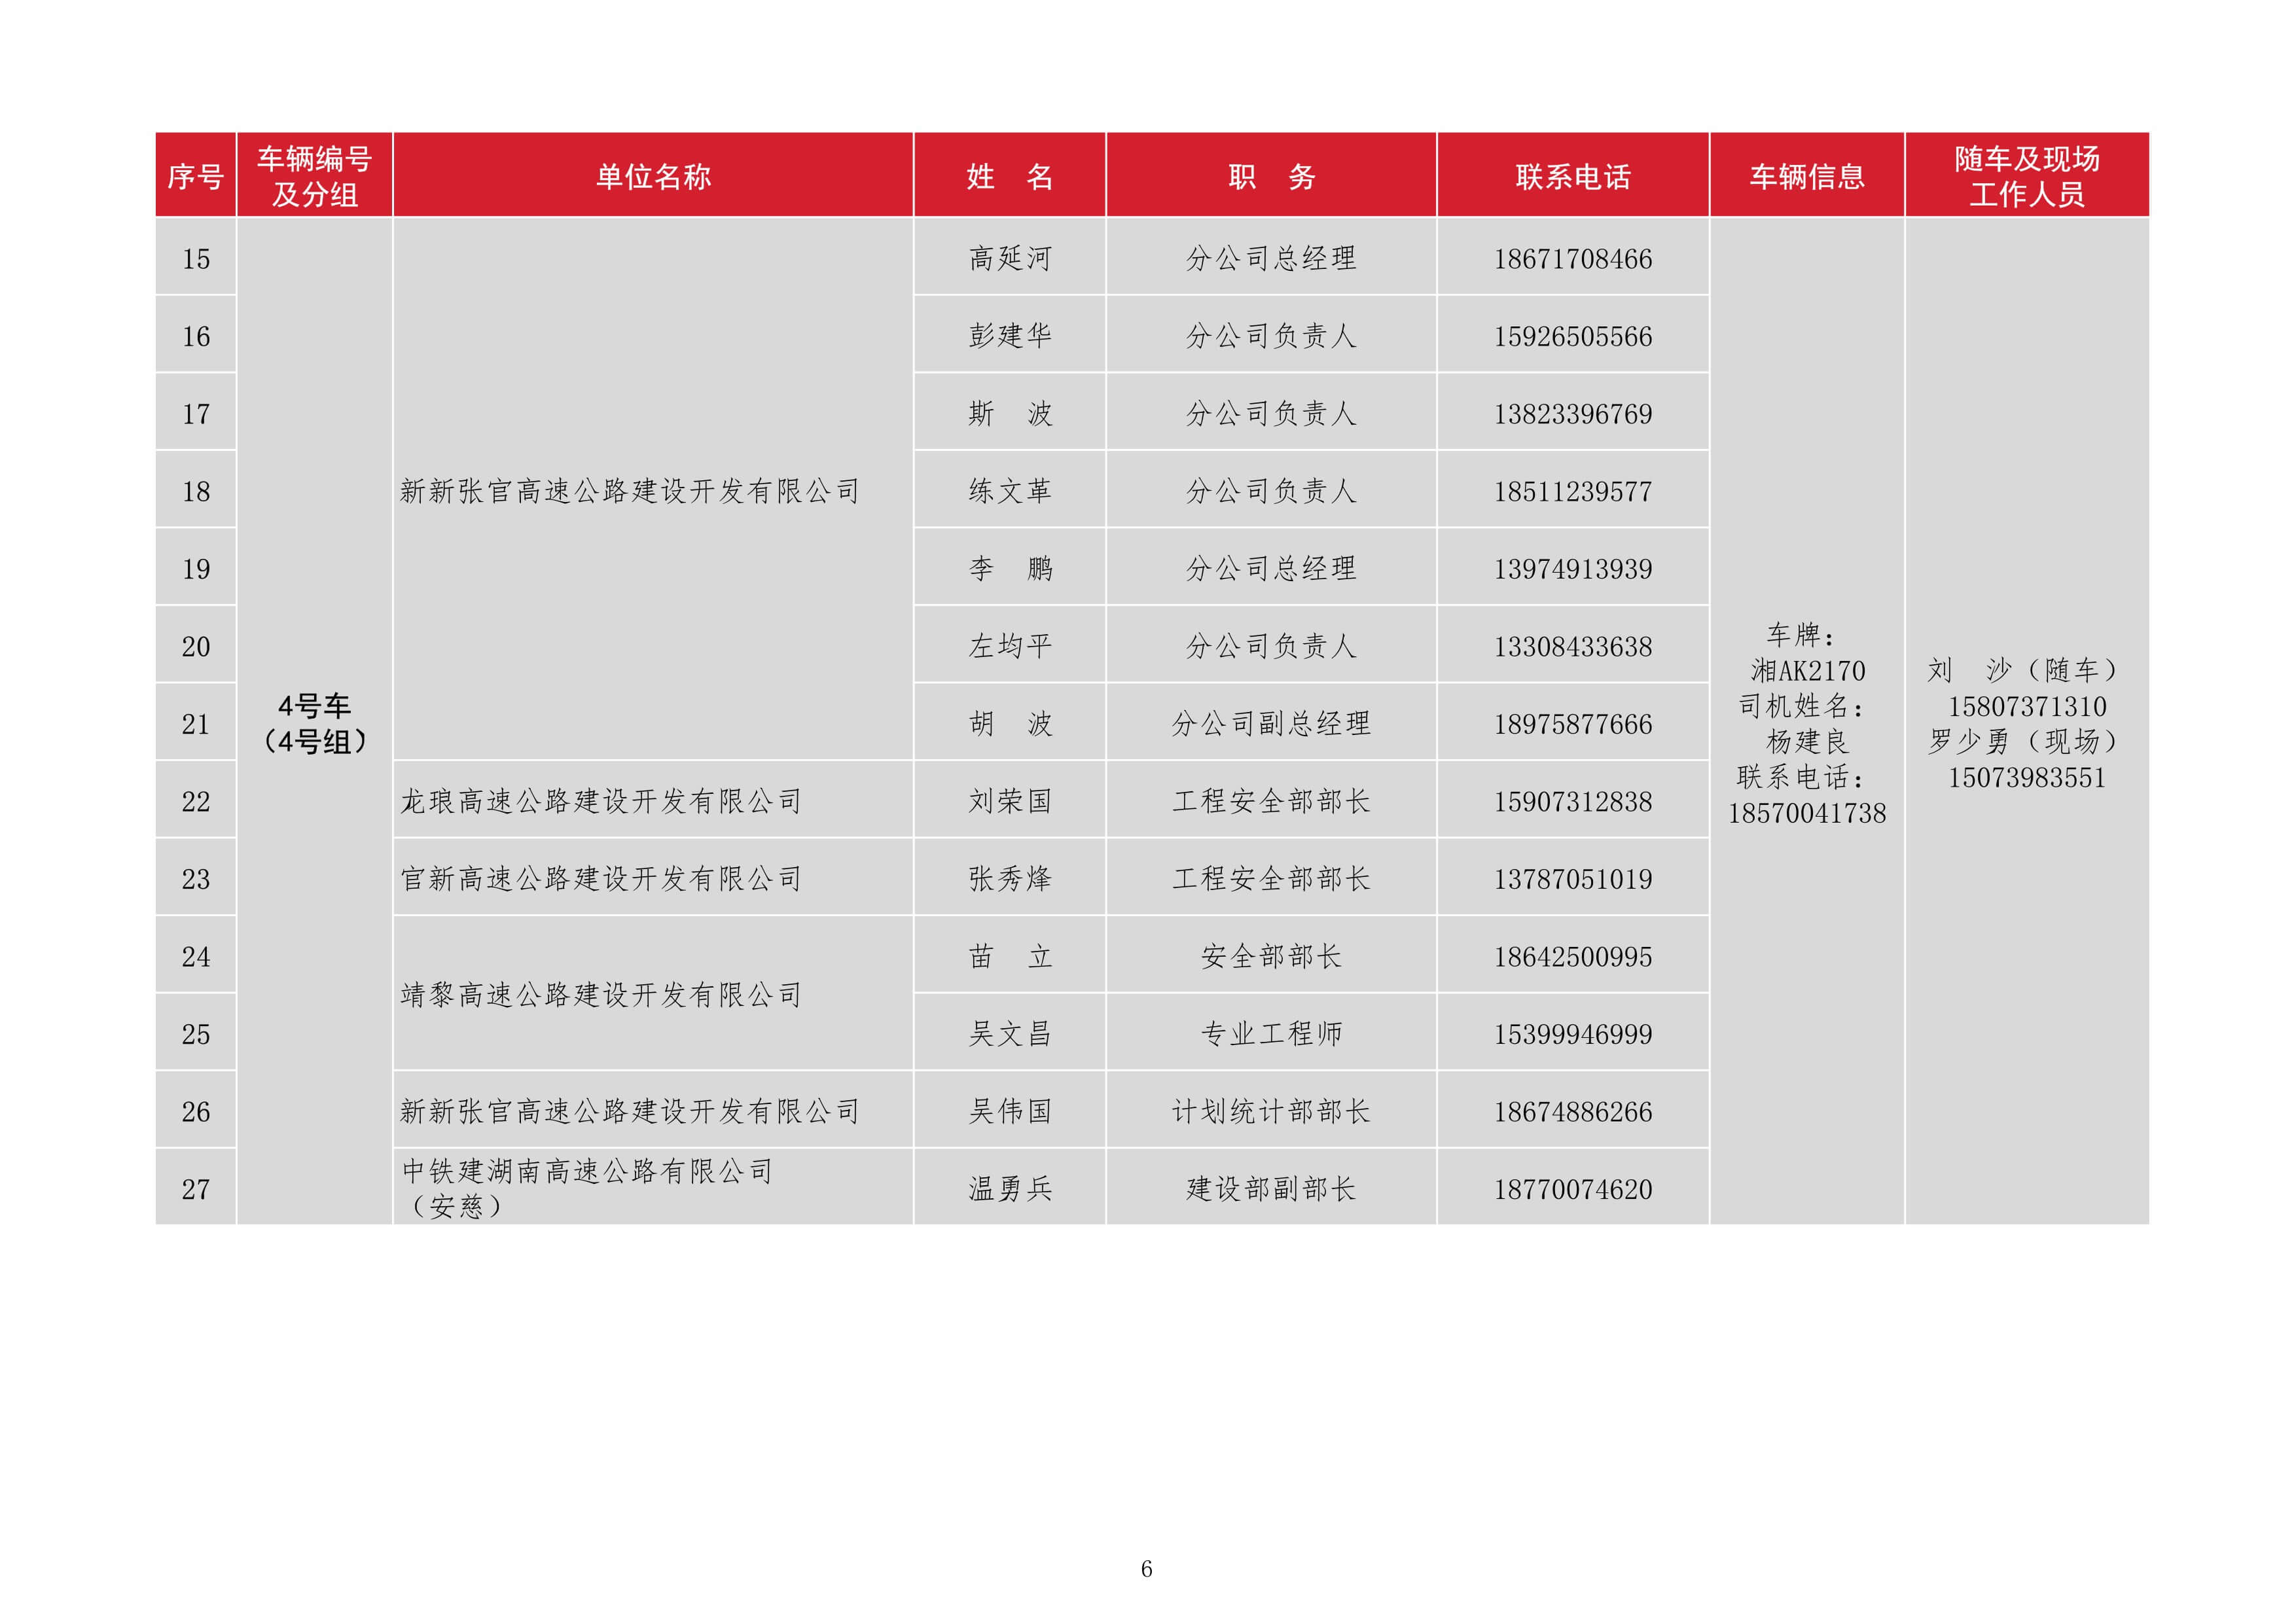 序号 车辆编号及分组 单位名称 姓　名 职　务 联系电话 车辆信息 随车及现场工作人员
15 高延河 分公司总经理 18671708466
16 彭建华 分公司负责人 15926505566
17 斯　波 分公司负责人 13823396769
18 新新张官高速公路建设开发有限公司 练文革 分公司负责人 18511239577
19 李　鹏 分公司总经理 13974913939
20 左均平 分公司负责人 13308433638
21 胡　波 分公司副总经理 18975877666
22 龙琅高速公路建设开发有限公司 刘荣国 工程安全部部长 15907312838
23 官新高速公路建设开发有限公司 张秀烽 工程安全部部长 13787051019
24 苗　立 安全部部长 18642500995
靖黎高速公路建设开发有限公司
25 吴文昌 专业工程师 15399946999
26 新新张官高速公路建设开发有限公司 吴伟国 计划统计部部长 18674886266
27 中铁建湖南高速公路有限公司（安慈） 温勇兵 建设部副部长 18770074620
4号车
（4号组）
车牌：
湘AK2170
司机姓名：
杨建良
联系电话：
18570041738
刘　沙（随车）
15807371310
罗少勇（现场）
15073983551
6